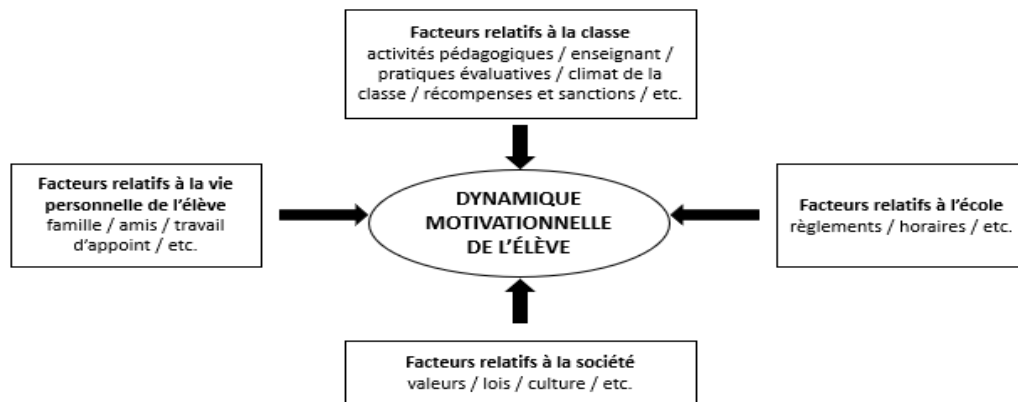 Facteurs relatifs à la classe
activités pédagogiques / enseignant /
pratiques évaluatives / climat de la
classe / récompenses et sanctions / etc.
Facteurs relatifs à la vie
personnelle de l’élève
famille / amis / travail
d’appoint / etc.
DYNAMIQUE
MOTIVATIONNELLE
DE L’ÉLÈVE
Facteurs relatifs à l’école
règlements / horaires / etc.
Facteurs relatifs à la société
valeurs / lois / culture / etc.